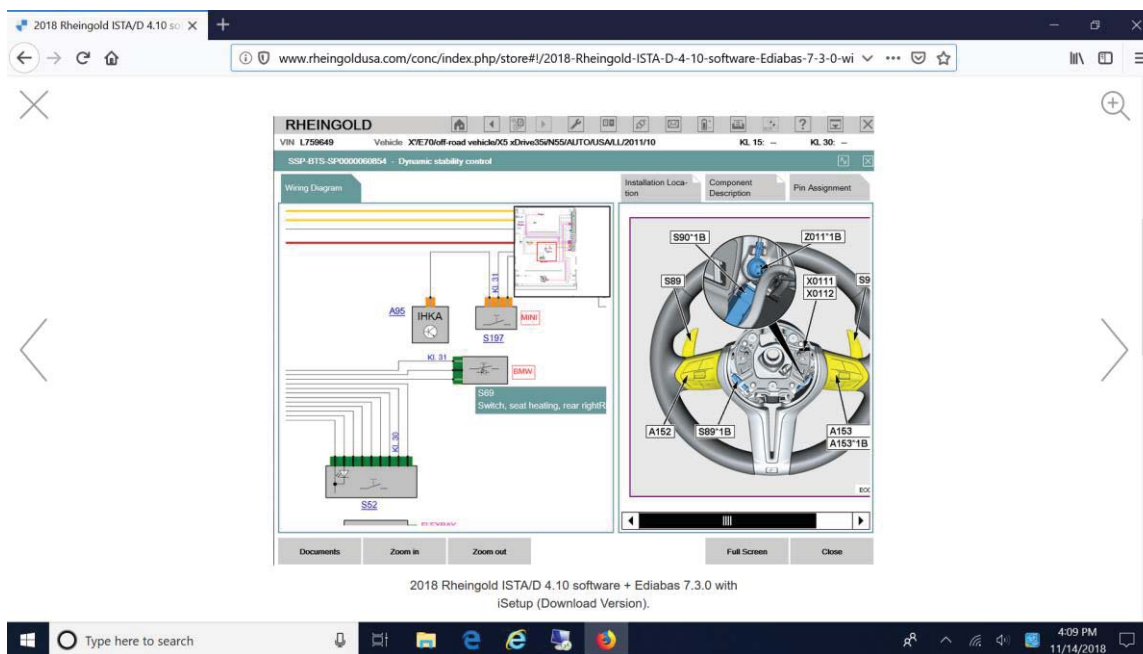 2018 Rheingold ISTA/D 4.10 so
www.rheingoldusa.com/conc/index.php/store#!/2018-Rheingold-ISTA-D-4-10-software-Ediabas-7-3-0-wi
RHEINGOLD
VIN L759649 Vehicle X'/E70/off-road vehicle/X5 xDrive35i/N55/AUTO/USA/LL/2011/10 KL 15: – KL 30: –
SSP-BTS-SP0000060854 - Dynamic stability control
Wiring Diagram
Installation Loca-
tion
Component
Description
Pin Assignment
Kl. 31
A95
IHKA
S197
MINI
Kl. 31
BMW
S69
Switch, seat heating, rear rightR
Kl. 30
S52
S90*1B
Z011*1B
S89
X0111
X0112
S9
A152
S89*1B
A153
A153*1B
Documents
Zoom in
Zoom out
Full Screen
Close
2018 Rheingold ISTA/D 4.10 software + Ediabas 7.3.0 with
iSetup (Download Version).
Type here to search
4:09 PM
11/14/2018